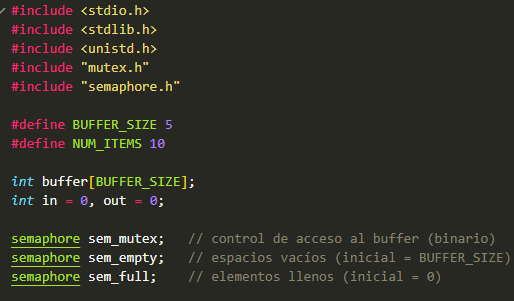 #include <stdio.h>
#include <stdlib.h>
#include <unistd.h>
#include "mutex.h"
#include "semaphore.h"

#define BUFFER_SIZE 5
#define NUM_ITEMS 10

int buffer[BUFFER_SIZE];
int in = 0, out = 0;

semaphore sem_mutex;   // control de acceso al buffer (binario)
semaphore sem_empty;   // espacios vacíos (inicial = BUFFER_SIZE)
semaphore sem_full;    // elementos llenos (inicial = 0)